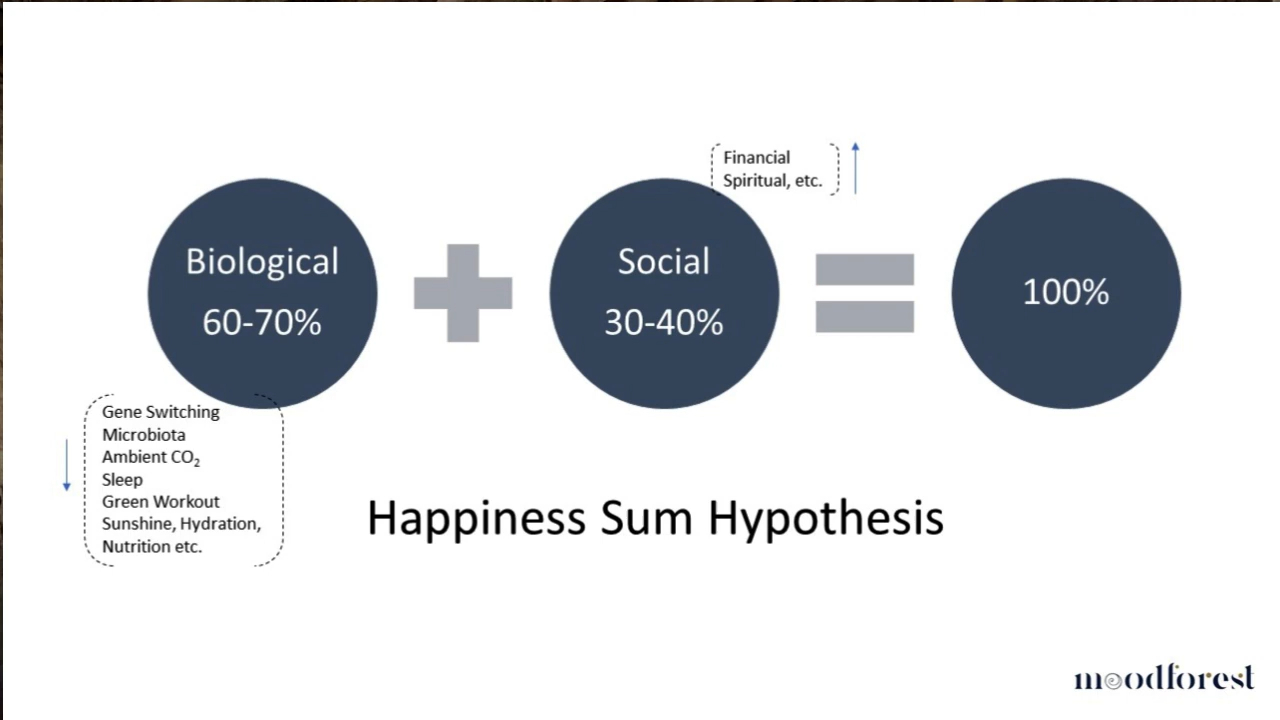 Financial
Spiritual, etc.
Biological
60-70%
Social
30-40%
100%
Gene Switching
Microbiota
Ambient CO₂
Sleep
Green Workout
Sunshine, Hydration,
Nutrition etc.
Happiness Sum Hypothesis
moodforest